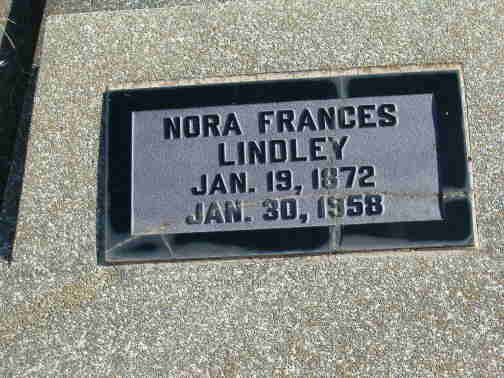 NORA FRANCES
LINDLEY
JAN. 19, 1872
JAN. 30, 1958